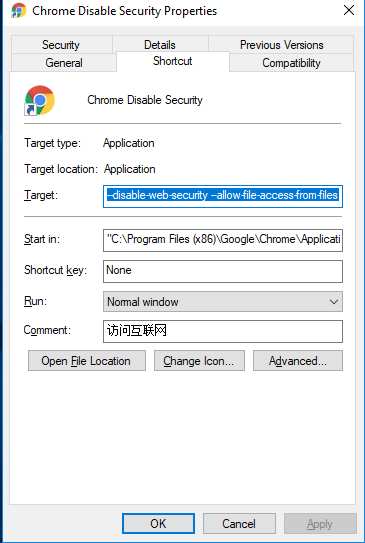 Chrome Disable Security Properties
Security Details Previous Versions
General Shortcut Compatibility
Chrome Disable Security
Target type: Application
Target location: Application
Target: --disable-web-security --allow-file-access-from-files
Start in: "C:\Program Files (x86)\Google\Chrome\Applicati
Shortcut key: None
Run: Normal window
Comment: 访问互联网
Open File Location Change Icon... Advanced...
OK Cancel Apply